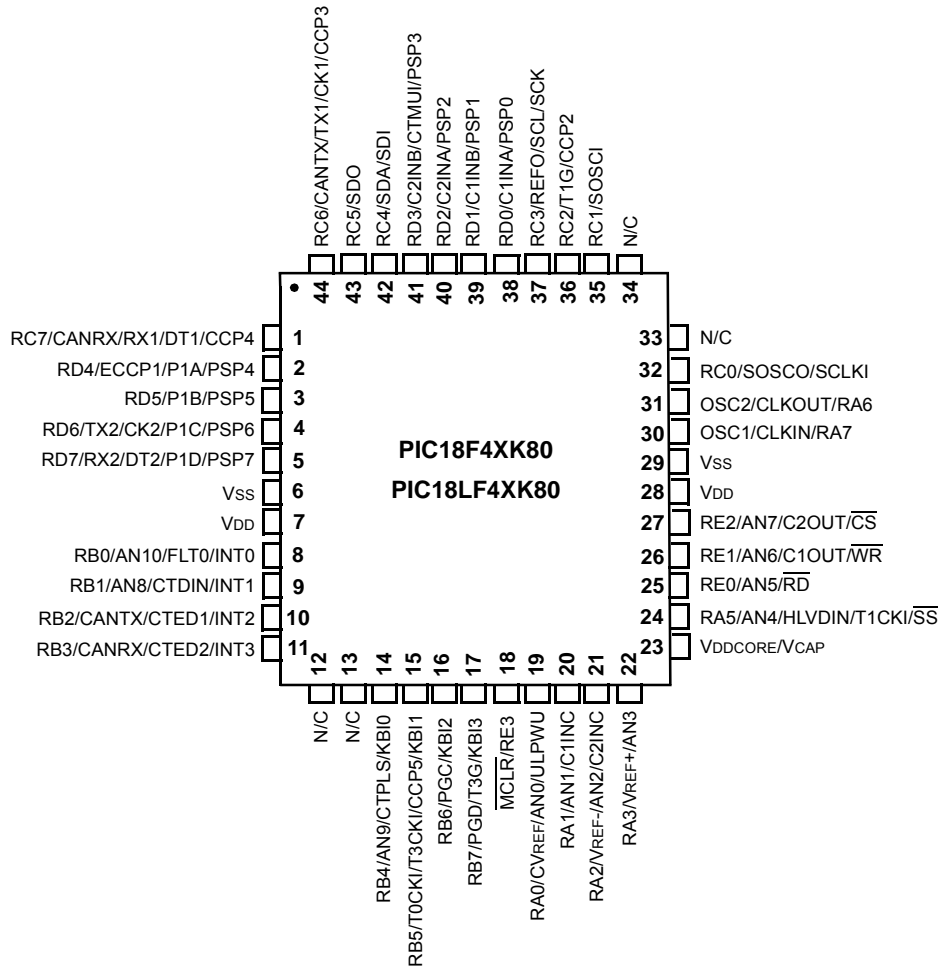 RC6/CANTX/TX1/CK1/CCP3
RC5/SDO
RC4/SDA/SDI
RD3/C2INB/CTMUI/PSP3
RD2/C2INA/PSP2
RD1/C1INB/PSP1
RD0/C1INA/PSP0
RC3/REFO/SCL/SCK
RC2/T1G/CCP2
RC1/SOSCI
N/C
44
43
42
41
40
39
38
37
36
35
34
RC7/CANRX/RX1/DT1/CCP4 1
RD4/ECCP1/P1A/PSP4 2
RD5/P1B/PSP5 3
RD6/TX2/CK2/P1C/PSP6 4
RD7/RX2/DT2/P1D/PSP7 5
VSS 6
VDD 7
RB0/AN10/FLT0/INT0 8
RB1/AN8/CTDIN/INT1 9
RB2/CANTX/CTED1/INT2 10
RB3/CANRX/CTED2/INT3 11
PIC18F4XK80
PIC18LF4XK80
33 N/C
32 RC0/SOSCO/SCLKI
31 OSC2/CLKOUT/RA6
30 OSC1/CLKIN/RA7
29 VSS
28 VDD
27 RE2/AN7/C2OUT/CS
26 RE1/AN6/C1OUT/WR
25 RE0/AN5/RD
24 RA5/AN4/HLVDIN/T1CKI/SS
23 VDDCORE/VCAP
12
13
14
15
16
17
18
19
20
21
22
N/C
N/C
RB4/AN9/CTPLS/KBI0
RB5/T0CKI/T3CKI/CCP5/KBI1
RB6/PGC/KBI2
RB7/PGD/T3G/KBI3
MCLR/RE3
RA0/CVREF/AN0/ULPWU
RA1/AN1/C1INC
RA2/VREF-/AN2/C2INC
RA3/VREF+/AN3